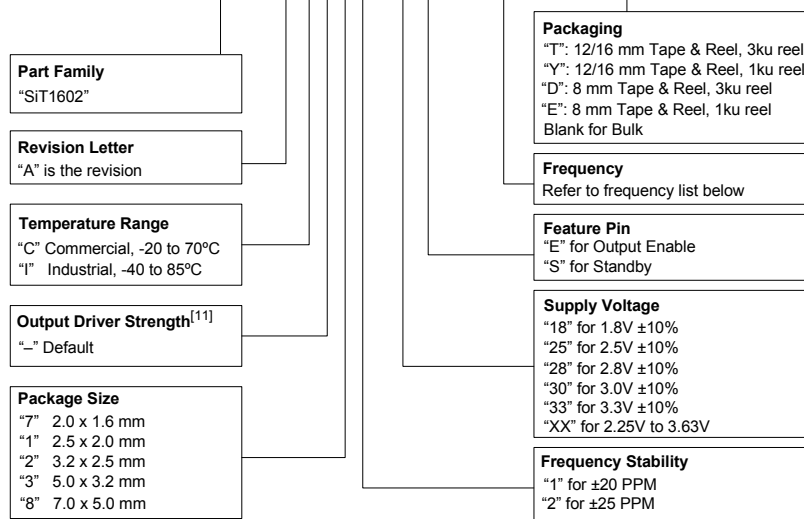 Part Family
“SiT1602”
Revision Letter
“A” is the revision
Temperature Range
“C” Commercial, -20 to 70ºC
“I” Industrial, -40 to 85ºC
Output Driver Strength[11]
“–” Default
Package Size
“7” 2.0 x 1.6 mm
“1” 2.5 x 2.0 mm
“2” 3.2 x 2.5 mm
“3” 5.0 x 3.2 mm
“8” 7.0 x 5.0 mm
Packaging
“T”: 12/16 mm Tape & Reel, 3ku reel
“Y”: 12/16 mm Tape & Reel, 1ku reel
“D”: 8 mm Tape & Reel, 3ku reel
“E”: 8 mm Tape & Reel, 1ku reel
Blank for Bulk
Frequency
Refer to frequency list below
Feature Pin
“E” for Output Enable
“S” for Standby
Supply Voltage
“18” for 1.8V ±10%
“25” for 2.5V ±10%
“28” for 2.8V ±10%
“30” for 3.0V ±10%
“33” for 3.3V ±10%
“XX” for 2.25V to 3.63V
Frequency Stability
“1” for ±20 PPM
“2” for ±25 PPM